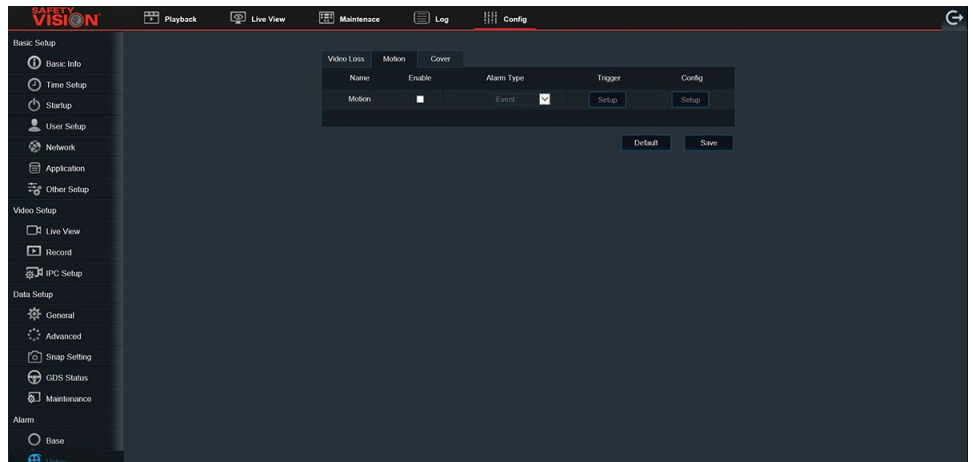 SAFETY
VISION
Playback
Live View
Maintenace
Log
Config
Basic Setup
Basic Info
Time Setup
Startup
User Setup
Network
Application
Other Setup
Video Setup
Live View
Record
IPC Setup
Data Setup
General
Advanced
Snap Setting
GDS Status
Maintenance
Alarm
Base
Video
Video Loss Motion Cover
Name Enable Alarm Type Trigger Config
Motion Event Setup Setup
Default Save